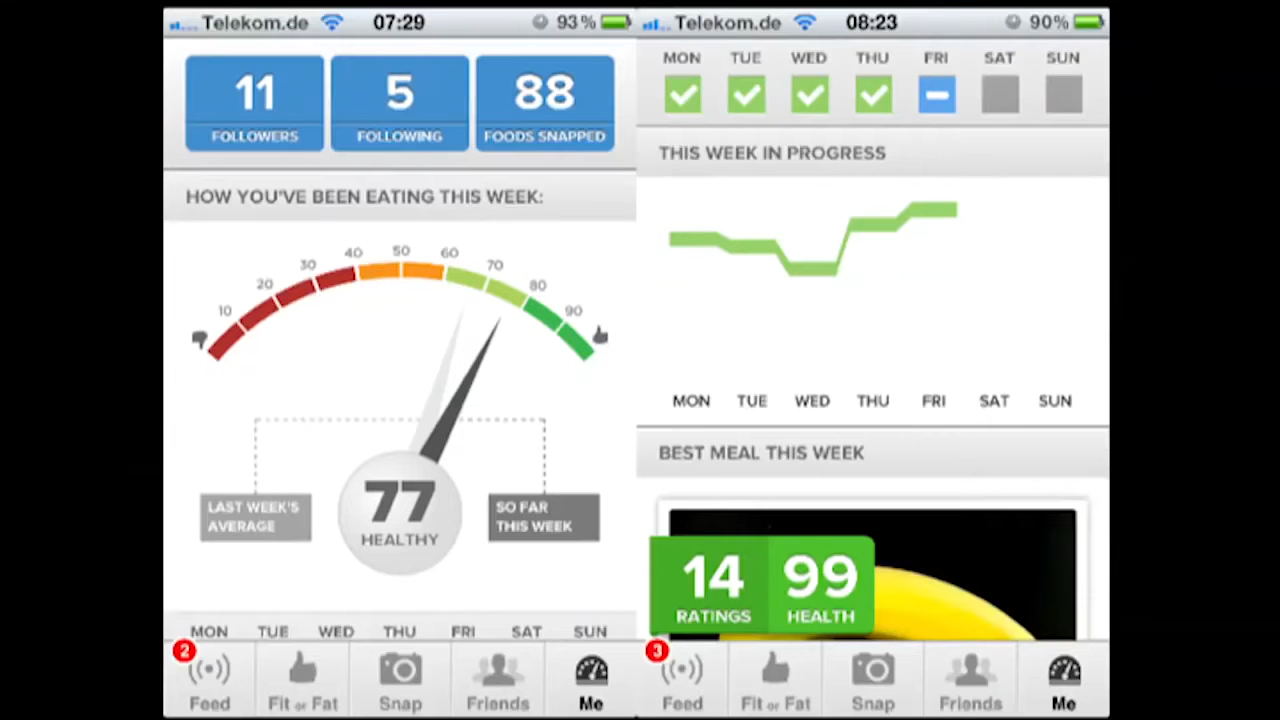 Telekom.de 07:29 93%
11 5 88
FOLLOWERS FOLLOWING FOODS SNAPPED
HOW YOU'VE BEEN EATING THIS WEEK:
10 20 30 40 50 60 70 80 90
LAST WEEK'S
AVERAGE
77
HEALTHY
SO FAR
THIS WEEK
MON TUE WED THU FRI SAT SUN
2
Feed Fit or Fat Snap Friends Me
Telekom.de 08:23 90%
MON TUE WED THU FRI SAT SUN
THIS WEEK IN PROGRESS
MON TUE WED THU FRI SAT SUN
BEST MEAL THIS WEEK
14 99
RATINGS HEALTH
3
Feed Fit or Fat Snap Friends Me